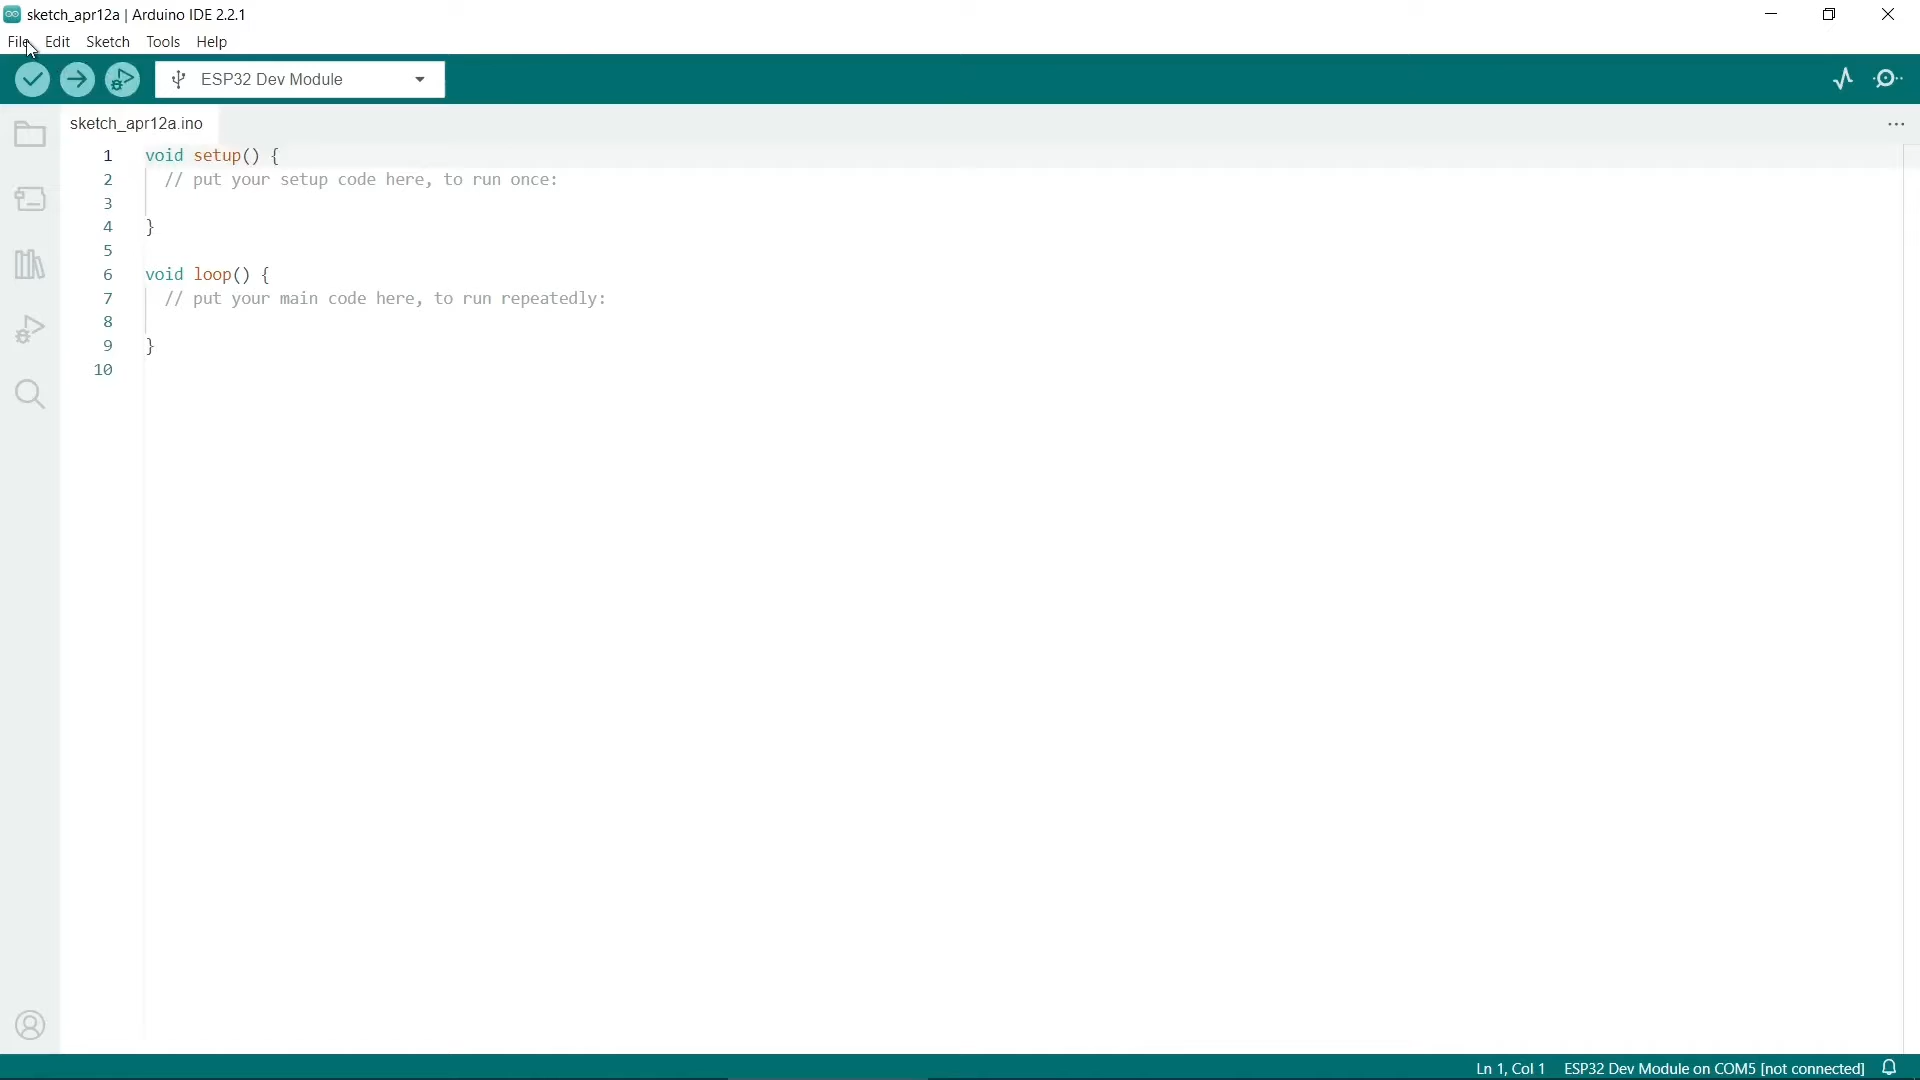 sketch_apr12a | Arduino IDE 2.2.1
File Edit Sketch Tools Help
ESP32 Dev Module
sketch_apr12a.ino
1 void setup() {
2 // put your setup code here, to run once:
3
4 }
5
6 void loop() {
7 // put your main code here, to run repeatedly:
8
9 }
10
Ln 1, Col 1 ESP32 Dev Module on COM5 [not connected]